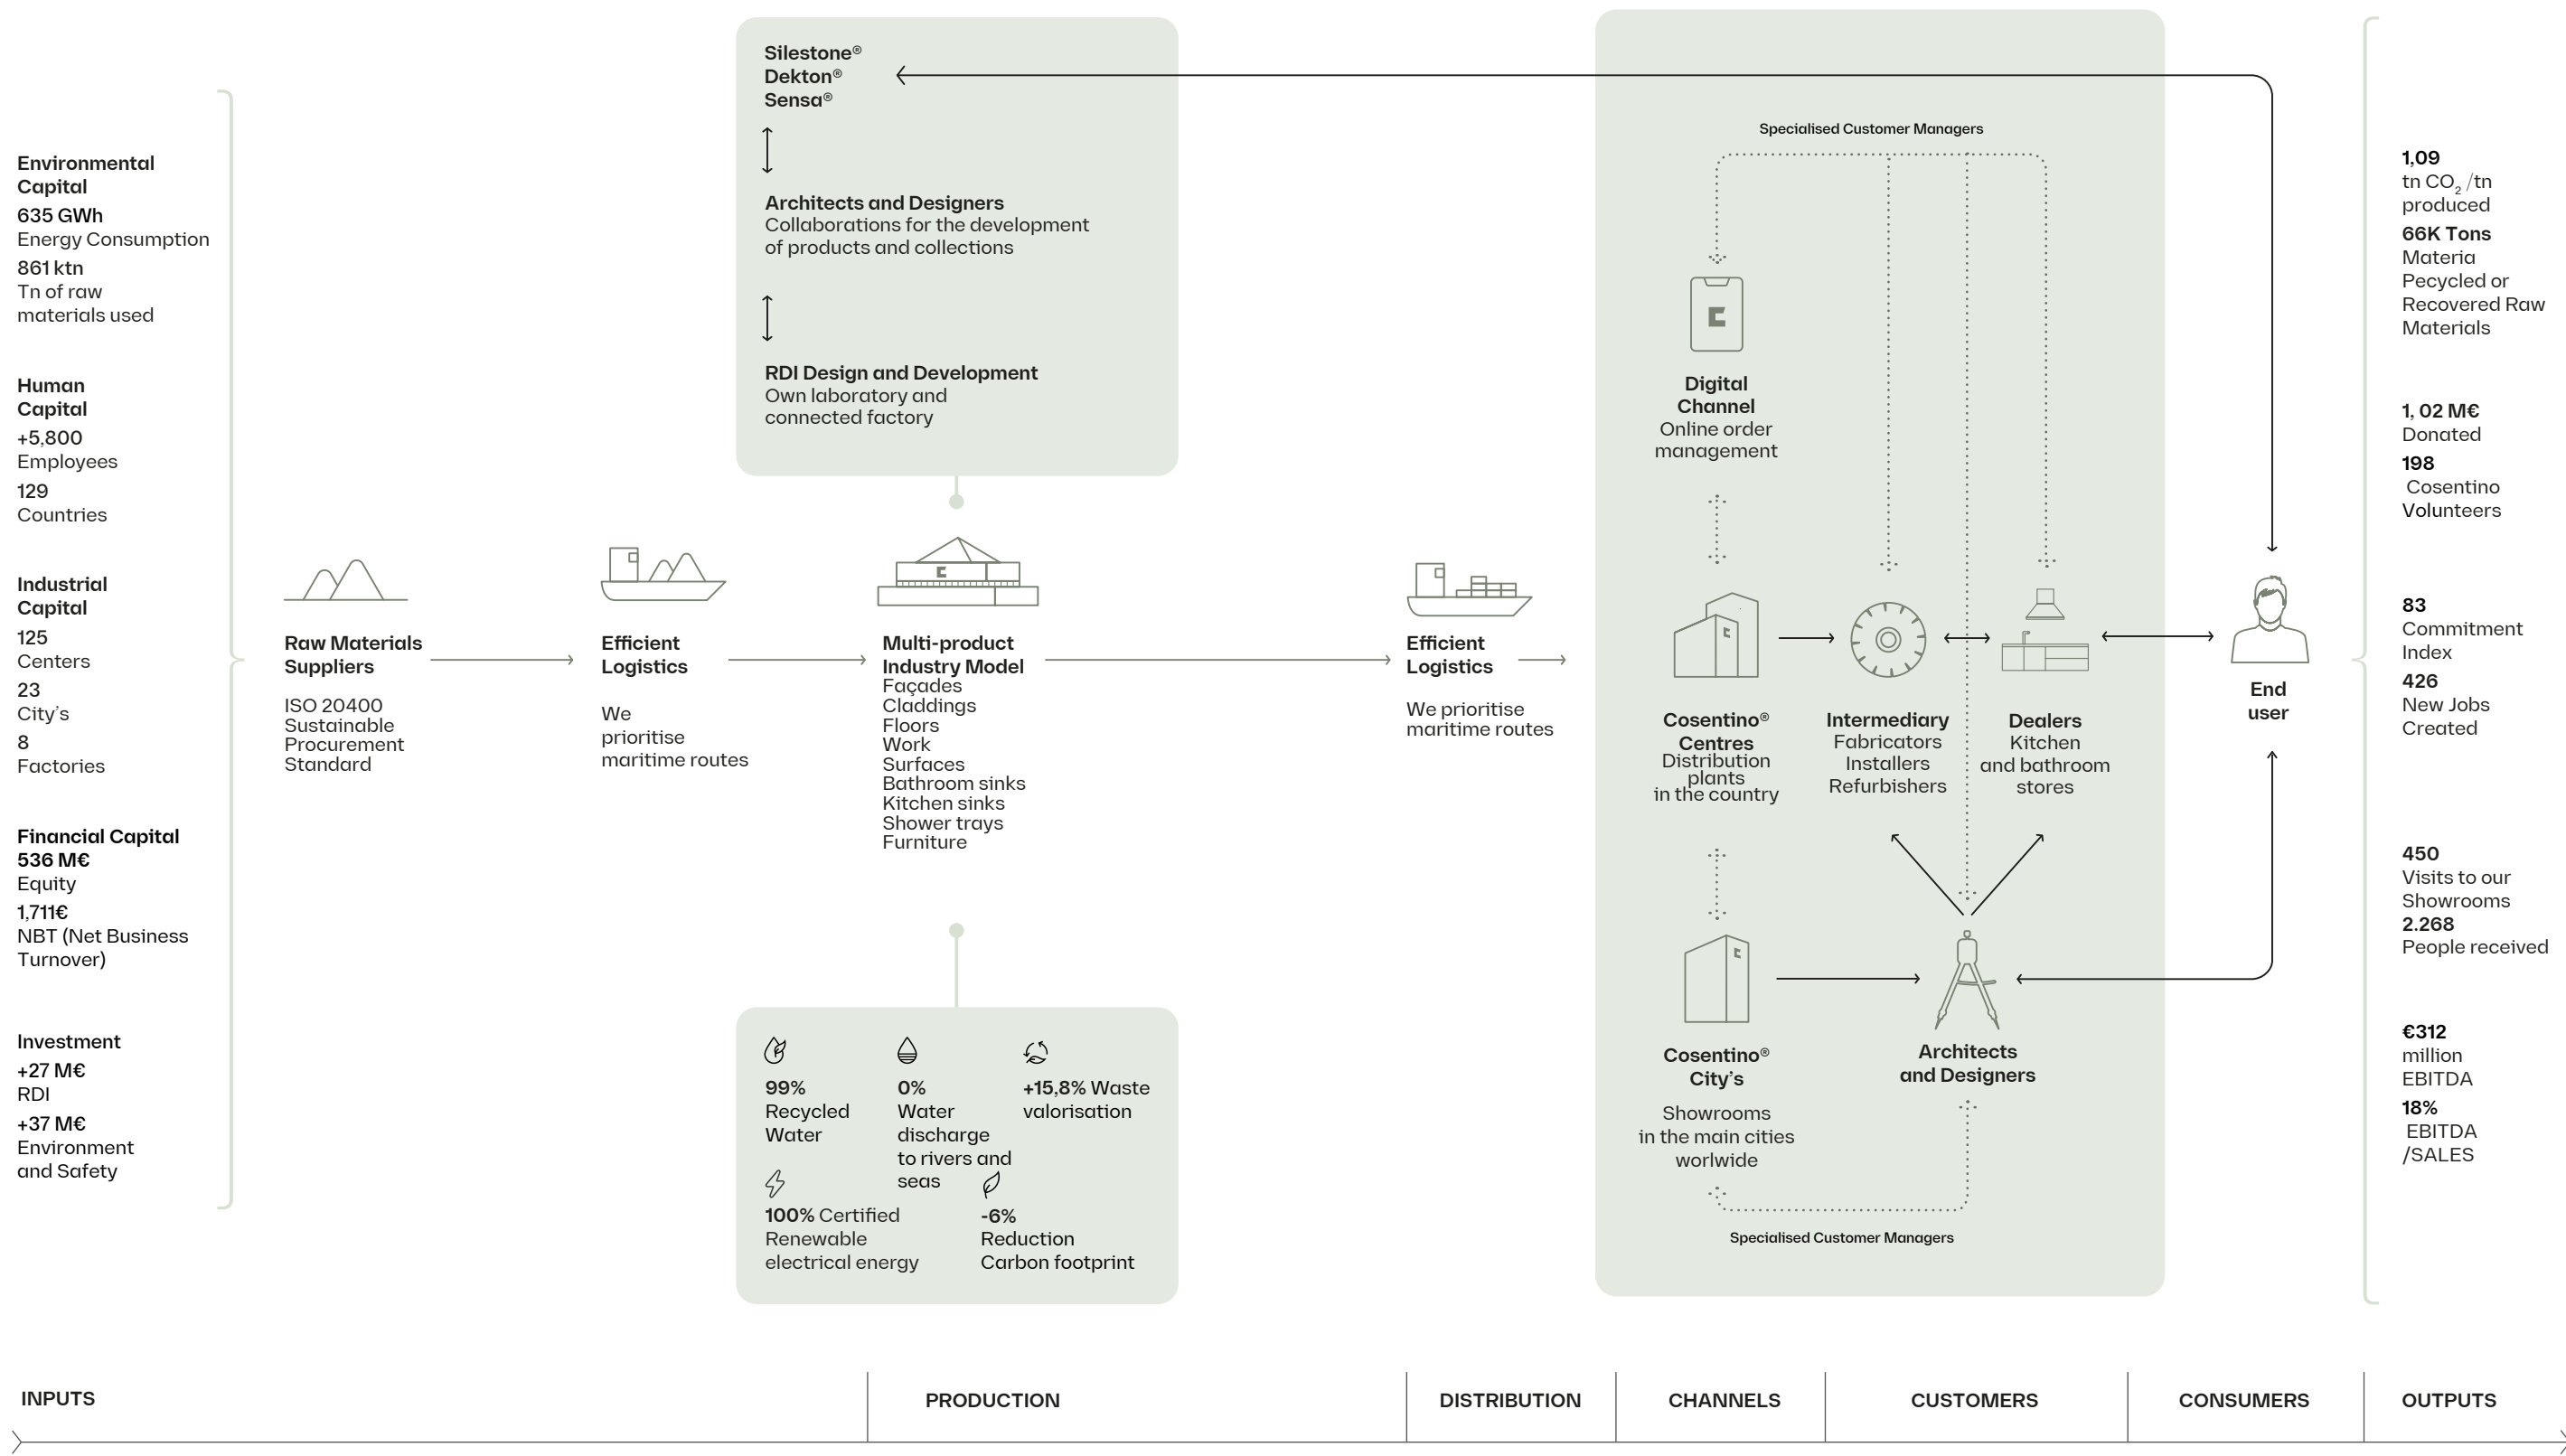 Environmental
Capital
635 GWh
Energy Consumption
861 ktn
Tn of raw
materials used
Human
Capital
+5,800
Employees
129
Countries
Industrial
Capital
125
Centers
23
City’s
8
Factories
Financial Capital
536 M€
Equity
1,711€
NBT (Net Business
Turnover)
Investment
+27 M€
RDI
+37 M€
Environment
and Safety
Raw Materials
Suppliers
ISO 20400
Sustainable
Procurement
Standard
Efficient
Logistics
We
prioritise
maritime routes
Silestone®
Dekton®
Sensa®
Architects and Designers
Collaborations for the development
of products and collections
RDI Design and Development
Own laboratory and
connected factory
Multi-product
Industry Model
Façades
Claddings
Floors
Work
Surfaces
Bathroom sinks
Kitchen sinks
Shower trays
Furniture
99%
Recycled
Water
0%
Water
discharge
to rivers and
seas
+15,8% Waste
valorisation
100% Certified
Renewable
electrical energy
-6%
Reduction
Carbon footprint
Efficient
Logistics
We prioritise
maritime routes
Specialised Customer Managers
Digital
Channel
Online order
management
Cosentino®
Centres
Distribution
plants
in the country
Intermediary
Fabricators
Installers
Refurbishers
Dealers
Kitchen
and bathroom
stores
Cosentino®
City’s
Showrooms
in the main cities
worlwide
Architects
and Designers
Specialised Customer Managers
End
user
1,09
tn CO₂ /tn
produced
66K Tons
Materia
Pecycled or
Recovered Raw
Materials
1, 02 M€
Donated
198
Cosentino
Volunteers
83
Commitment
Index
426
New Jobs
Created
450
Visits to our
Showrooms
2.268
People received
€312
million
EBITDA
18%
EBITDA
/SALES
INPUTS
PRODUCTION
DISTRIBUTION
CHANNELS
CUSTOMERS
CONSUMERS
OUTPUTS